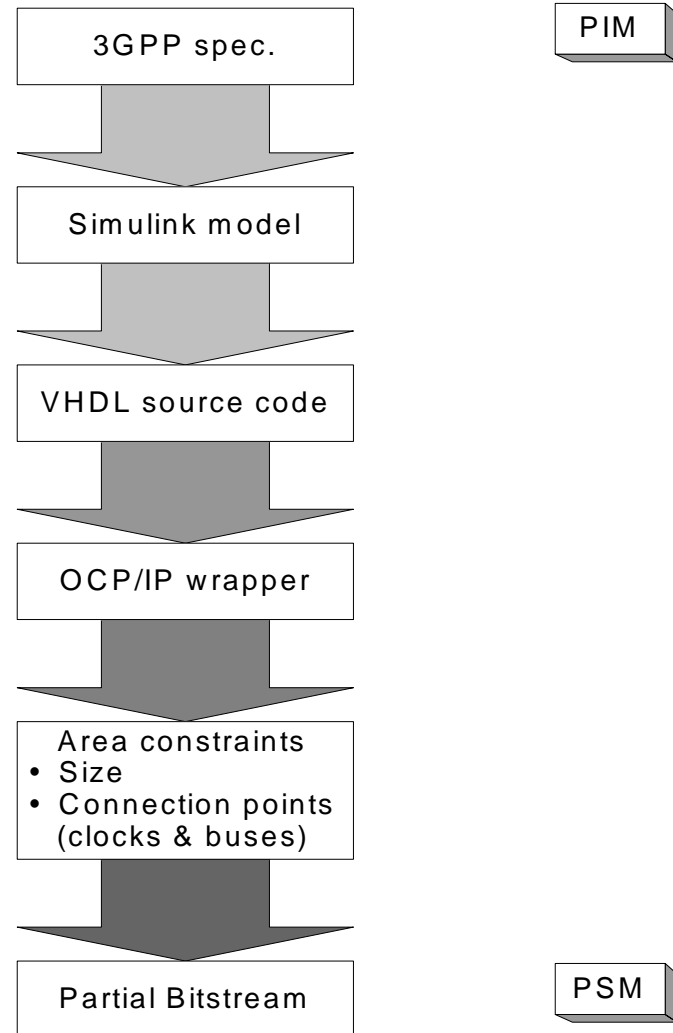 3GPP spec.
PIM
Simulink model
VHDL source code
OCP/IP wrapper
Area constraints
• Size
• Connection points
(clocks & buses)
Partial Bitstream
PSM